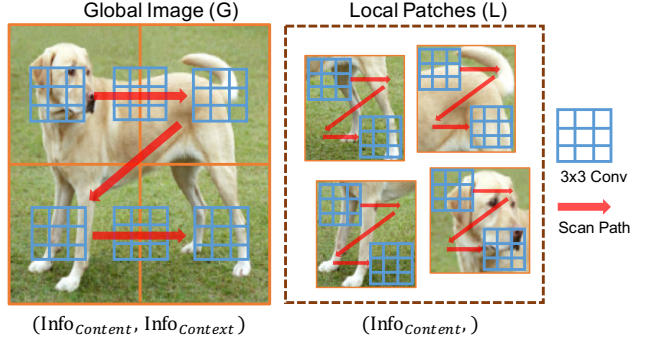 Global Image (G)
Local Patches (L)
3x3 Conv
Scan Path
(Info_Content, Info_Context)
(Info_Content, )